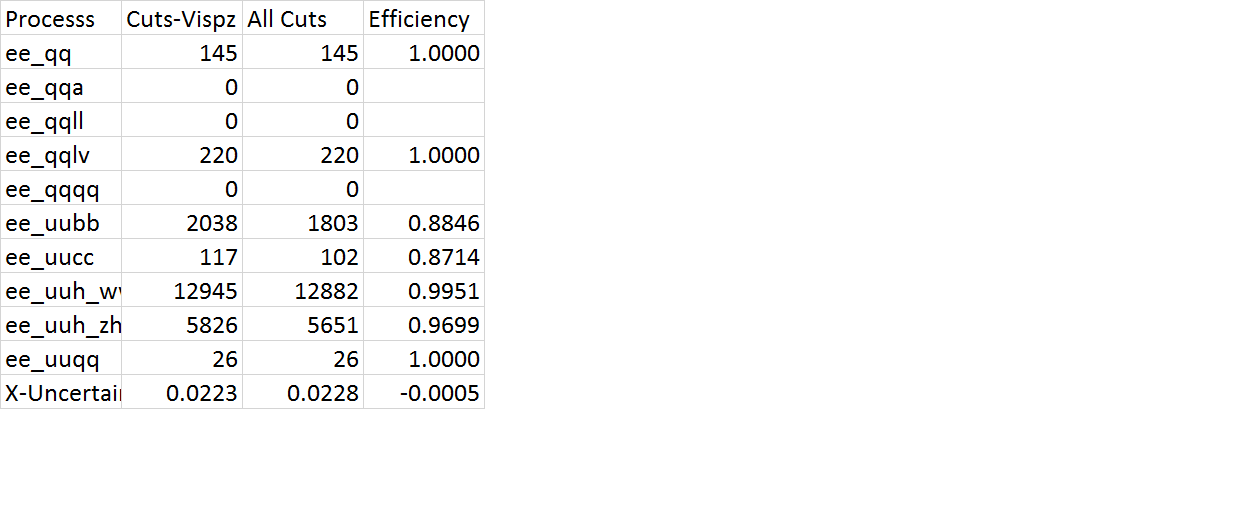 Processs Cuts-Vispz All Cuts Efficiency
ee_qq 145 145 1.0000
ee_qqa 0 0
ee_qqll 0 0
ee_qqlv 220 220 1.0000
ee_qqqq 0 0
ee_uubb 2038 1803 0.8846
ee_uucc 117 102 0.8714
ee_uuh_w 12945 12882 0.9951
ee_uuh_zh 5826 5651 0.9699
ee_uuqq 26 26 1.0000
X-Uncertai 0.0223 0.0228 -0.0005